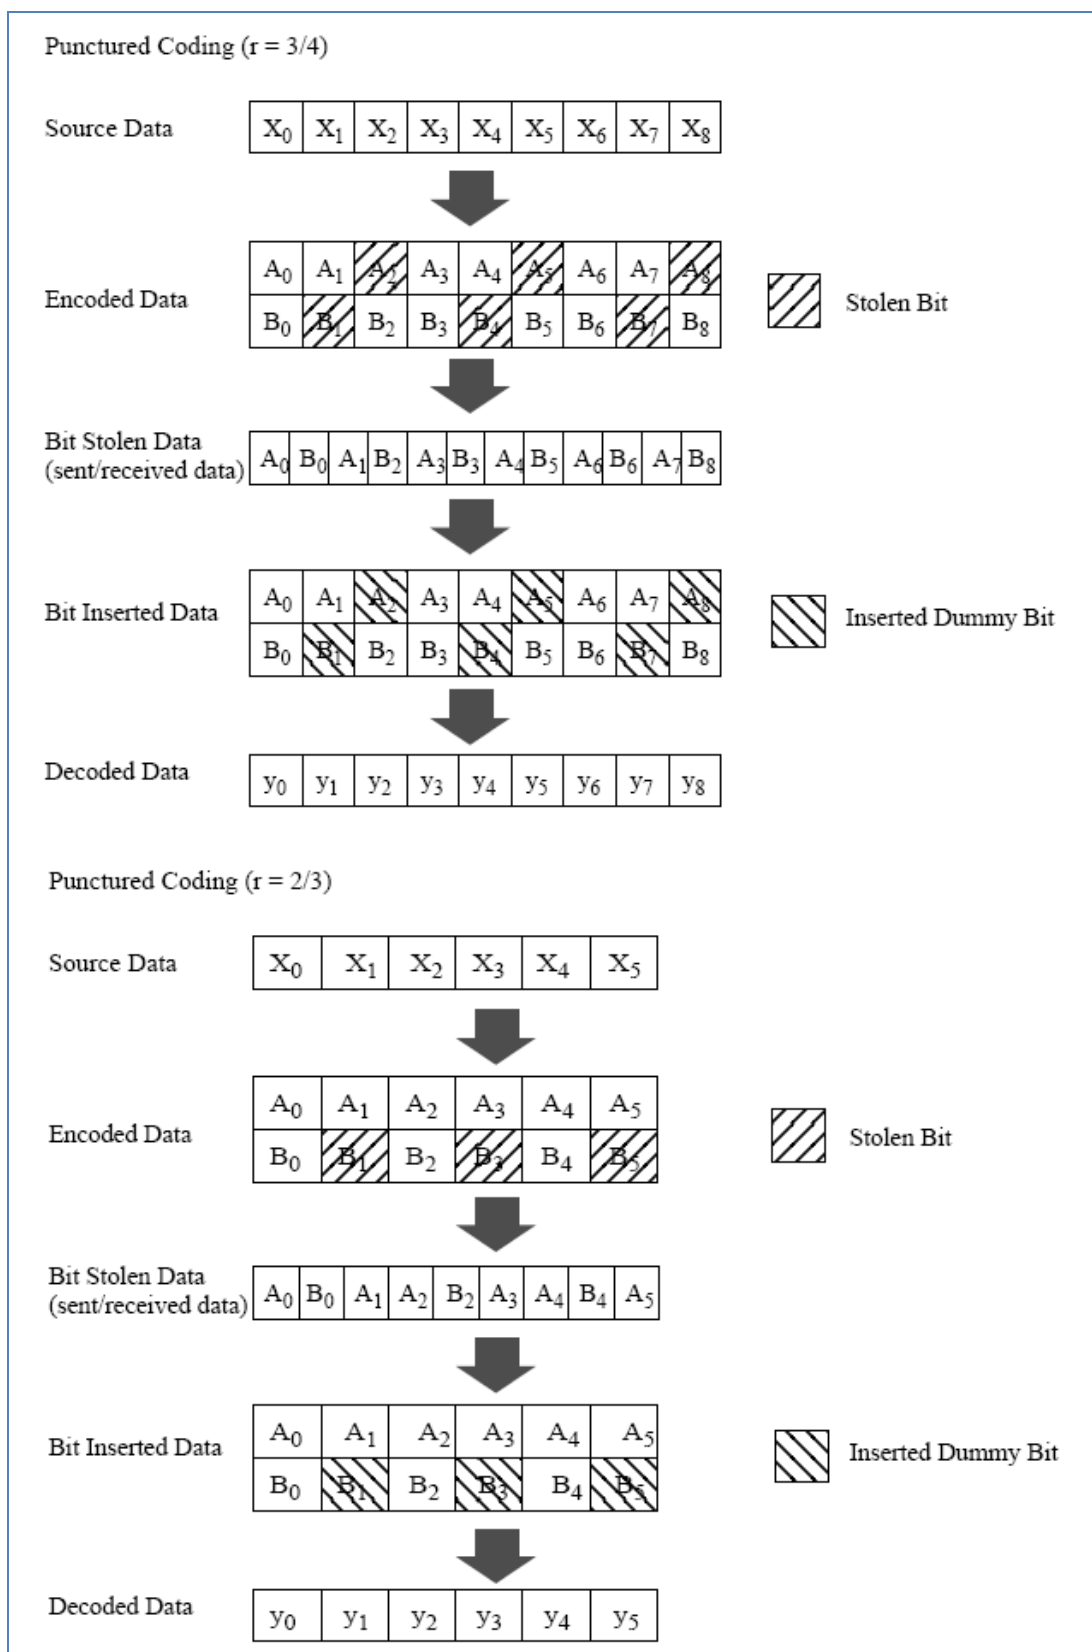 Punctured Coding (r = 3/4)
Source Data X₀ X₁ X₂ X₃ X₄ X₅ X₆ X₇ X₈
A₀ A₁ A₂ A₃ A₄ A₅ A₆ A₇ A₈
Encoded Data Stolen Bit
B₀ B₁ B₂ B₃ B₄ B₅ B₆ B₇ B₈
Bit Stolen Data
(sent/received data) A₀ B₀ A₁ B₂ A₃ B₃ A₄ B₅ A₆ B₆ A₇ B₈
A₀ A₁ A₂ A₃ A₄ A₅ A₆ A₇ A₈
Bit Inserted Data Inserted Dummy Bit
B₀ B₁ B₂ B₃ B₄ B₅ B₆ B₇ B₈
Decoded Data y₀ y₁ y₂ y₃ y₄ y₅ y₆ y₇ y₈
Punctured Coding (r = 2/3)
Source Data X₀ X₁ X₂ X₃ X₄ X₅
A₀ A₁ A₂ A₃ A₄ A₅
Encoded Data Stolen Bit
B₀ B₁ B₂ B₃ B₄ B₅
Bit Stolen Data
(sent/received data) A₀ B₀ A₁ A₂ B₂ A₃ A₄ B₄ A₅
A₀ A₁ A₂ A₃ A₄ A₅
Bit Inserted Data Inserted Dummy Bit
B₀ B₁ B₂ B₃ B₄ B₅
Decoded Data y₀ y₁ y₂ y₃ y₄ y₅